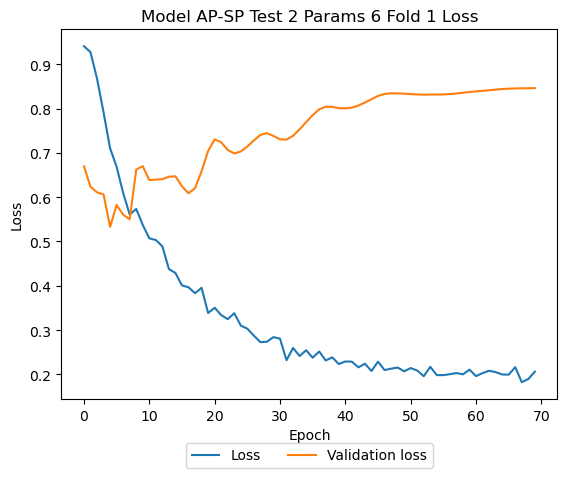 Model AP-SP Test 2 Params 6 Fold 1 Loss
0.9
0.8
0.7
0.6
0.5
0.4
0.3
0.2
Loss
0 10 20 30 40 50 60 70
Epoch
Loss Validation loss